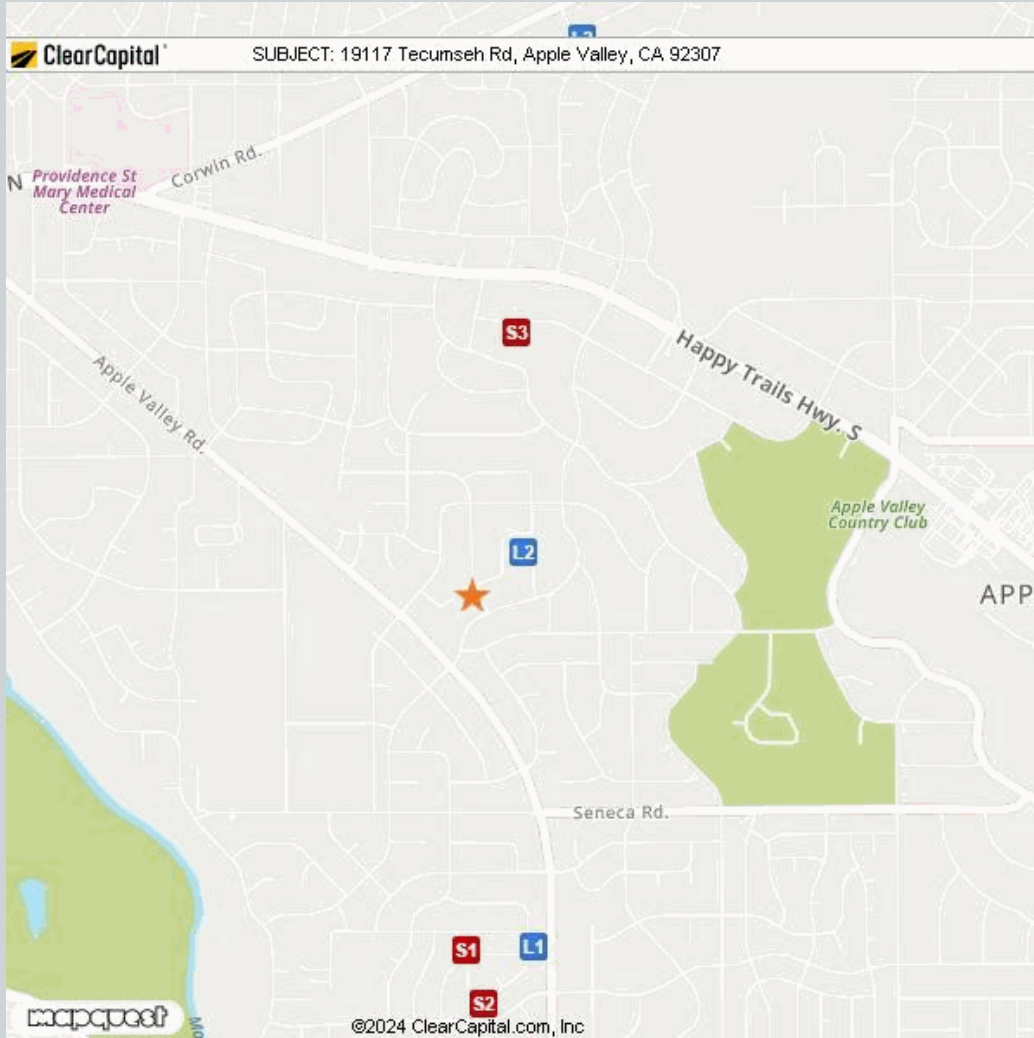 ClearCapital
SUBJECT: 19117 Tecumseh Rd, Apple Valley, CA 92307
Corwin Rd.
N
Providence St
Mary Medical
Center
S3
Happy Trails Hwy. S
Apple Valley Rd.
Apple Valley
Country Club
L2
APP
Seneca Rd.
S1
L1
S2
mapquest
©2024 ClearCapital.com, Inc